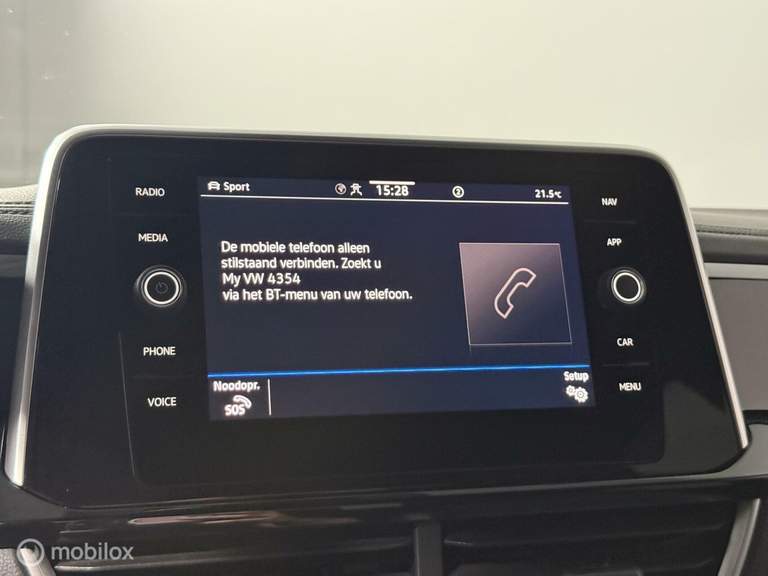 RADIO
MEDIA
PHONE
VOICE
Sport
15:28
2
21.5°C
De mobiele telefoon alleen
stilstaand verbinden. Zoekt u
My VW 4354
via het BT-menu van uw telefoon.
Noodopr.
SOS
Setup
NAV
APP
CAR
MENU
mobilox